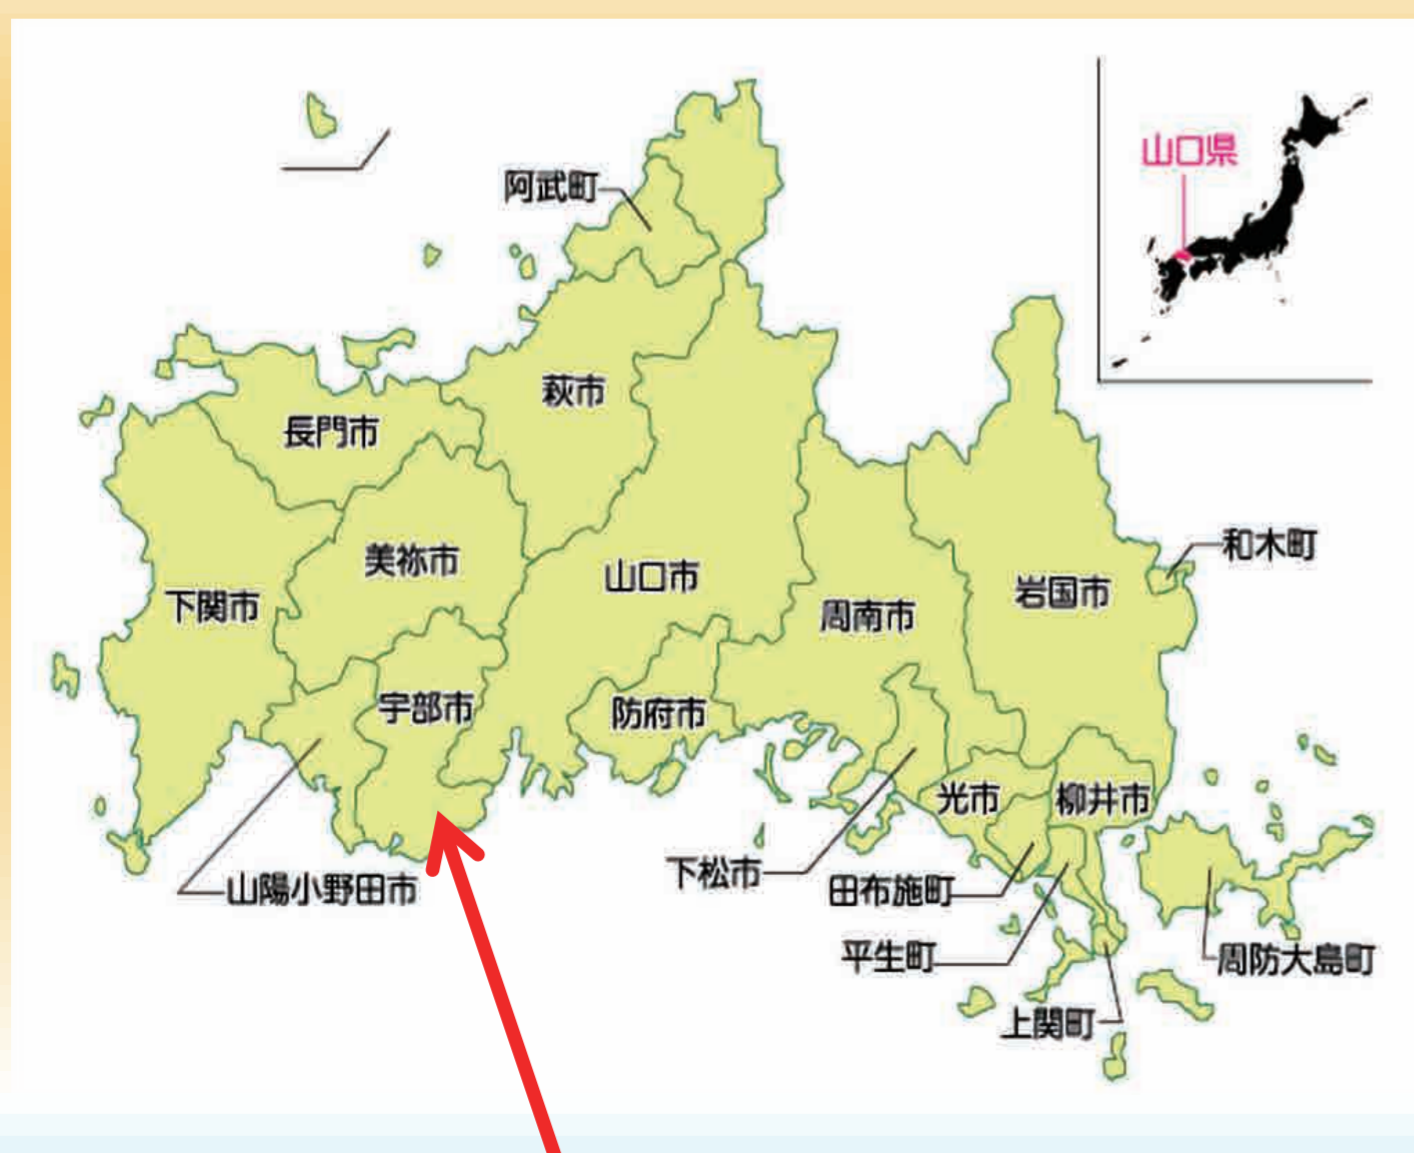 山口県
阿武町
萩市
長門市
和木町
美祢市
山口市
岩国市
下関市
周南市
宇部市
防府市
光市
柳井市
下松市
山陽小野田市
田布施町
平生町
周防大島町
上関町